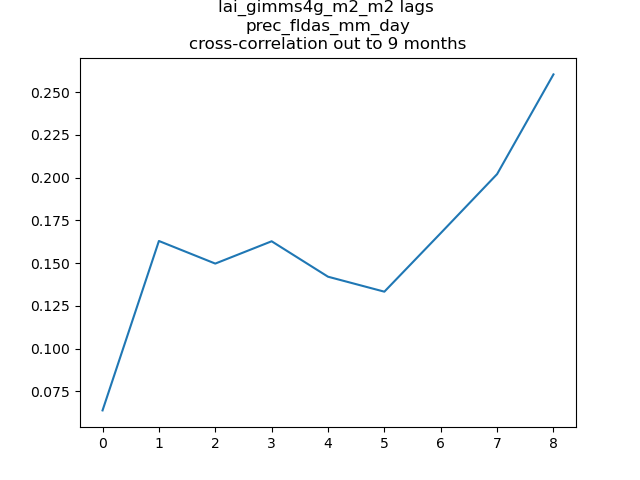 lai_gimms4g_m2_m2 lags
prec_fldas_mm_day
cross-correlation out to 9 months
0.250
0.225
0.200
0.175
0.150
0.125
0.100
0.075
0 1 2 3 4 5 6 7 8